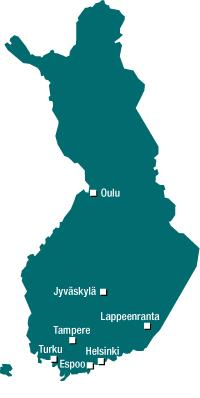 Oulu
Jyväskylä
Lappeenranta
Tampere
Turku
Helsinki
Espoo